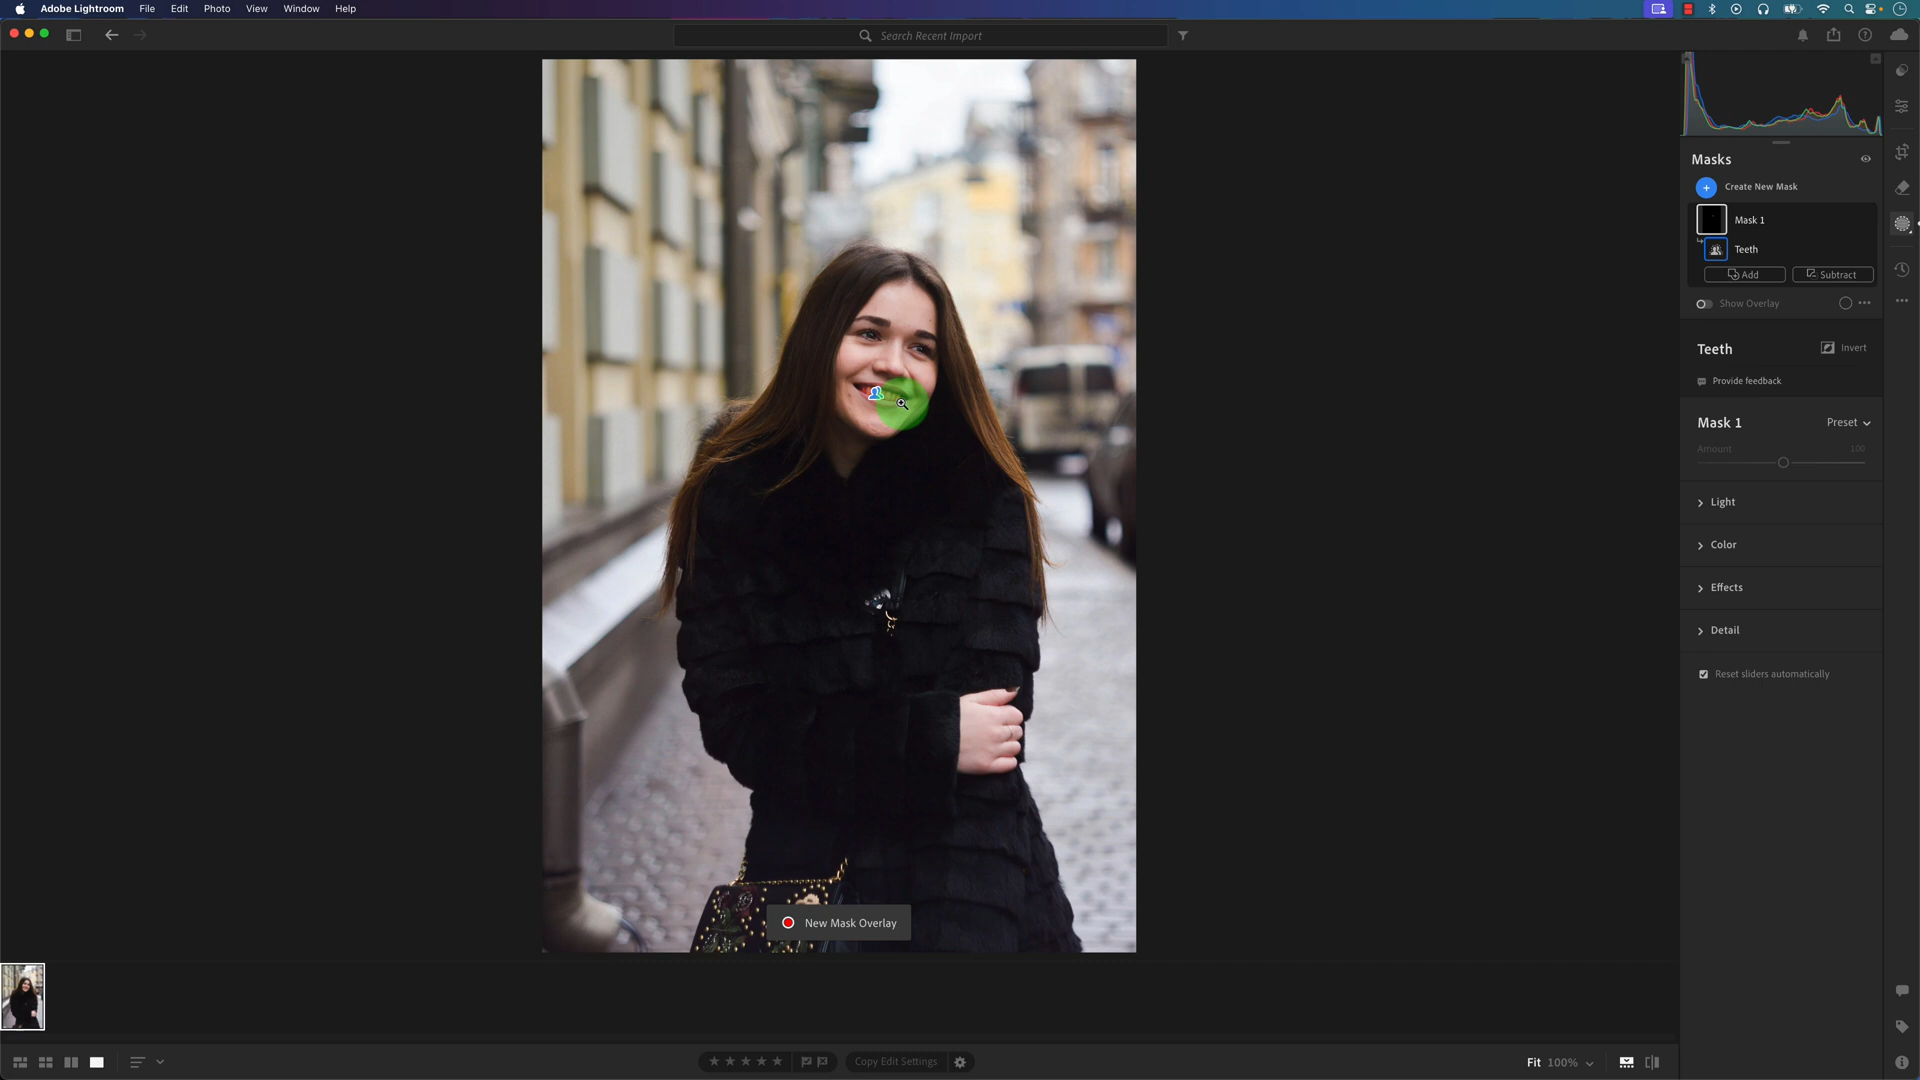 Adobe Lightroom File Edit Photo View Window Help
Search Recent Import
Masks
Create New Mask
Mask 1
Teeth
Add Subtract
Show Overlay
Teeth Invert
Provide feedback
Mask 1 Preset
Amount 100
Light
Color
Effects
Detail
Reset sliders automatically
New Mask Overlay
Copy Edit Settings
Fit 100%